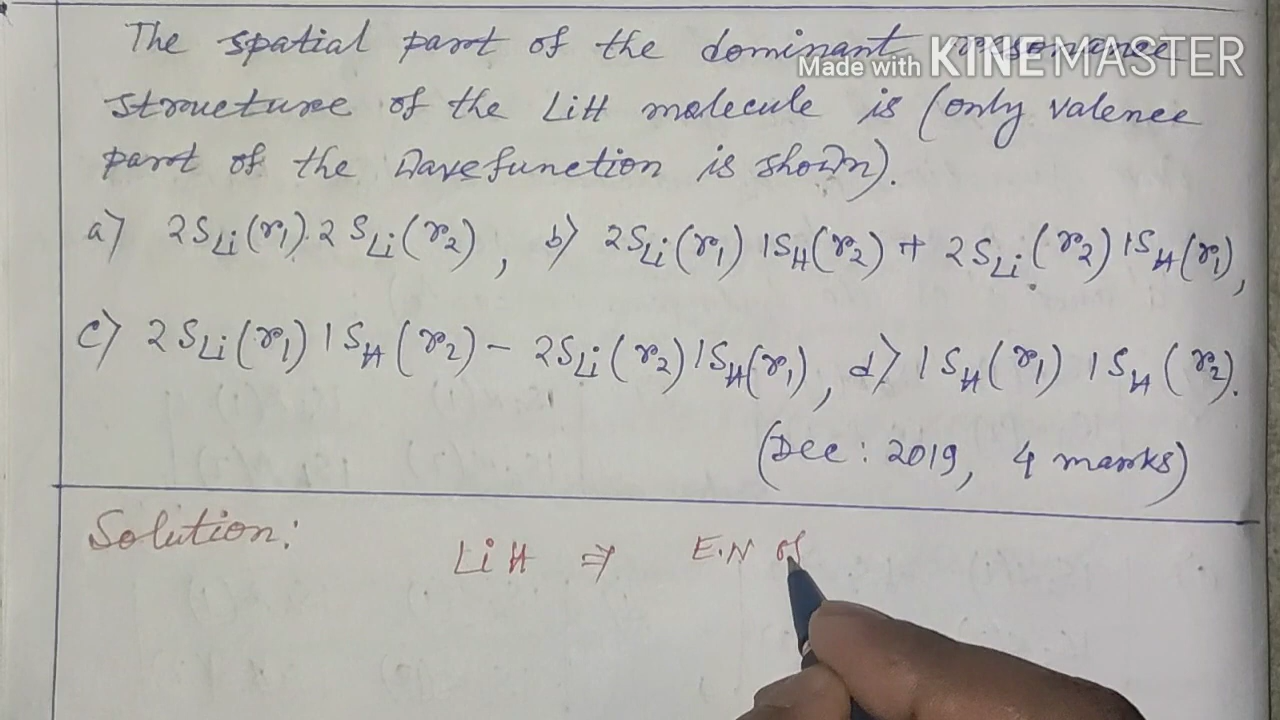 The spatial part of the dominant resonance
Made with KINEMASTER
structure of the LiH molecule is (only valence
part of the Wavefunction is shown).
a) 2S_Li(r₁).2S_Li(r₂), b) 2S_Li(r₁) 1S_H(r₂) + 2S_Li(r₂) 1S_H(r₁),
c) 2S_Li(r₁) 1S_H(r₂) - 2S_Li(r₂) 1S_H(r₁), d) 1S_H(r₁) 1S_H(r₂).
(Dec: 2019, 4 marks)
Solution:
LiH ⇒ E.N of